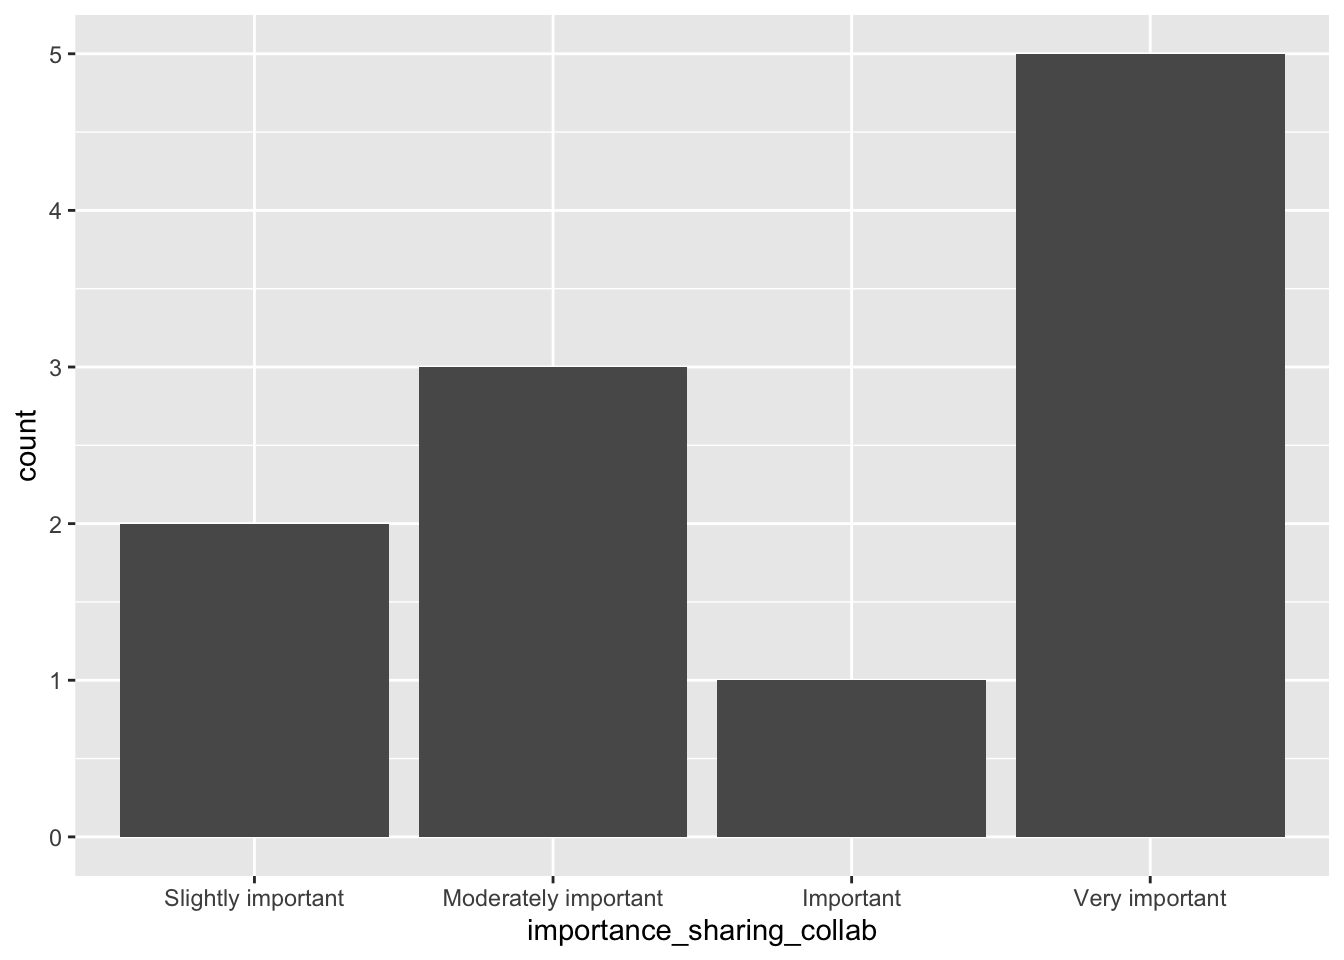 count
5
4
3
2
1
0
Slightly important
Moderately important
Important
Very important
importance_sharing_collab